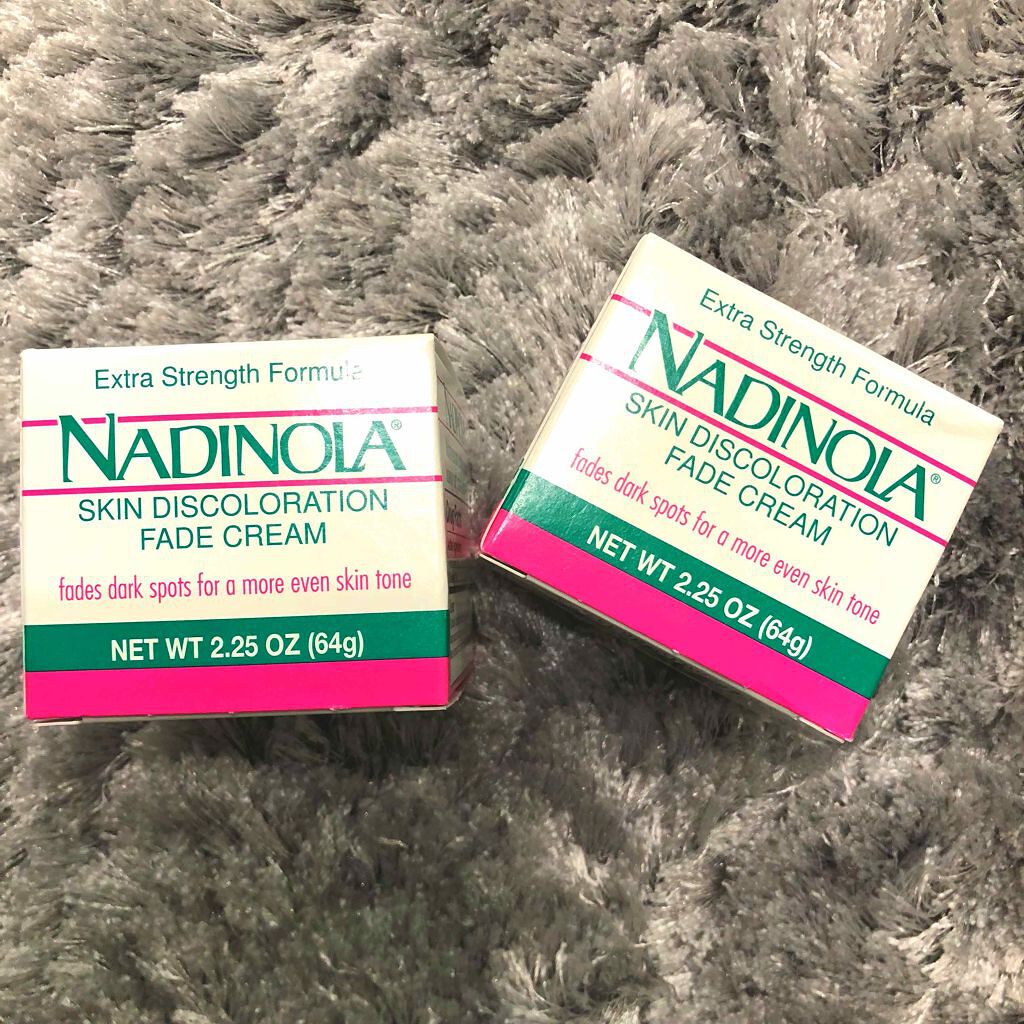 Extra Strength Formula
NADINOLA®
SKIN DISCOLORATION
FADE CREAM
fades dark spots for a more even skin tone
NET WT 2.25 OZ (64g)
Extra Strength Formula
NADINOLA®
SKIN DISCOLORATION
FADE CREAM
fades dark spots for a more even skin tone
NET WT 2.25 OZ (64g)